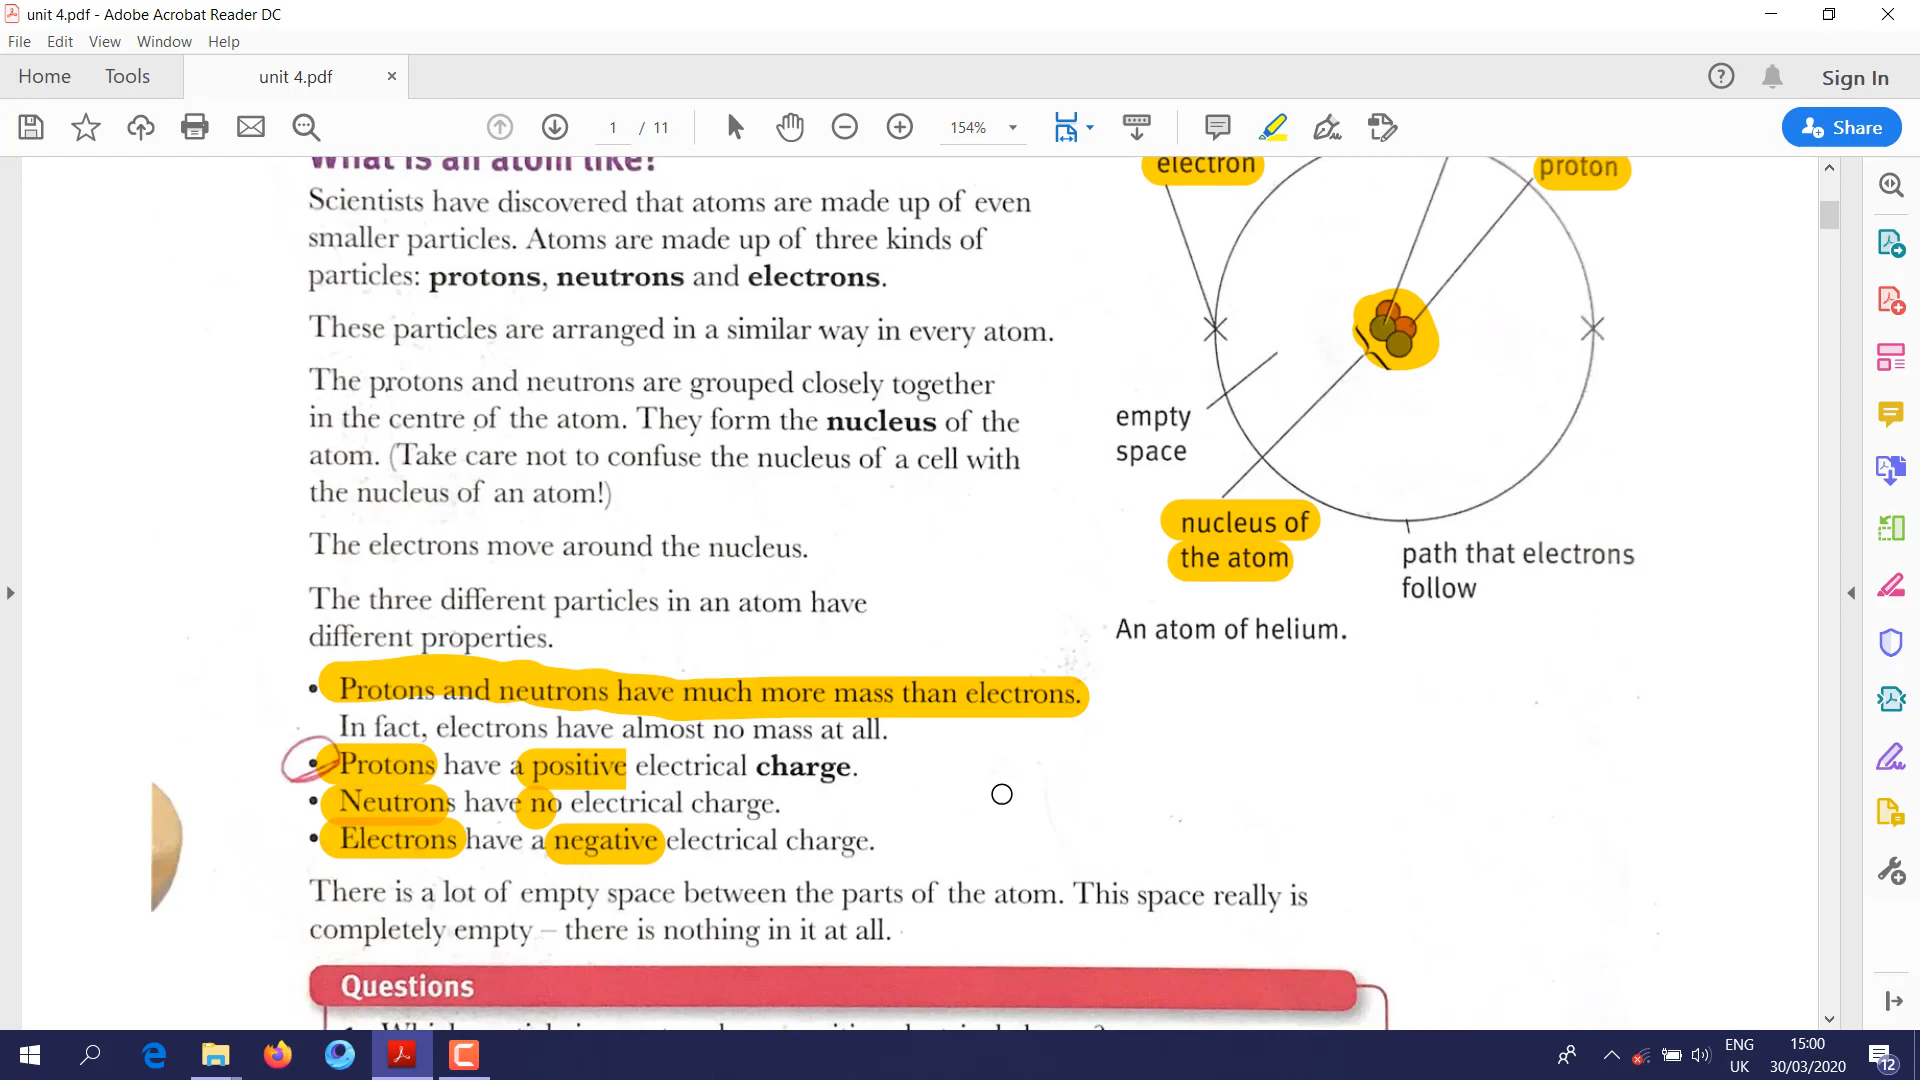 unit 4.pdf - Adobe Acrobat Reader DC
File Edit View Window Help
Home Tools unit 4.pdf × Sign In
1 / 11 154% Share
What is an atom like?
Scientists have discovered that atoms are made up of even
smaller particles. Atoms are made up of three kinds of
particles: protons, neutrons and electrons.
These particles are arranged in a similar way in every atom.
The protons and neutrons are grouped closely together
in the centre of the atom. They form the nucleus of the
atom. (Take care not to confuse the nucleus of a cell with
the nucleus of an atom!)
The electrons move around the nucleus.
The three different particles in an atom have
different properties.
• Protons and neutrons have much more mass than electrons.
In fact, electrons have almost no mass at all.
• Protons have a positive electrical charge.
• Neutrons have no electrical charge.
• Electrons have a negative electrical charge.
There is a lot of empty space between the parts of the atom. This space really is
completely empty – there is nothing in it at all.
Questions
electron
proton
empty
space
nucleus of
the atom
path that electrons
follow
An atom of helium.
ENG
UK
15:00
30/03/2020
12